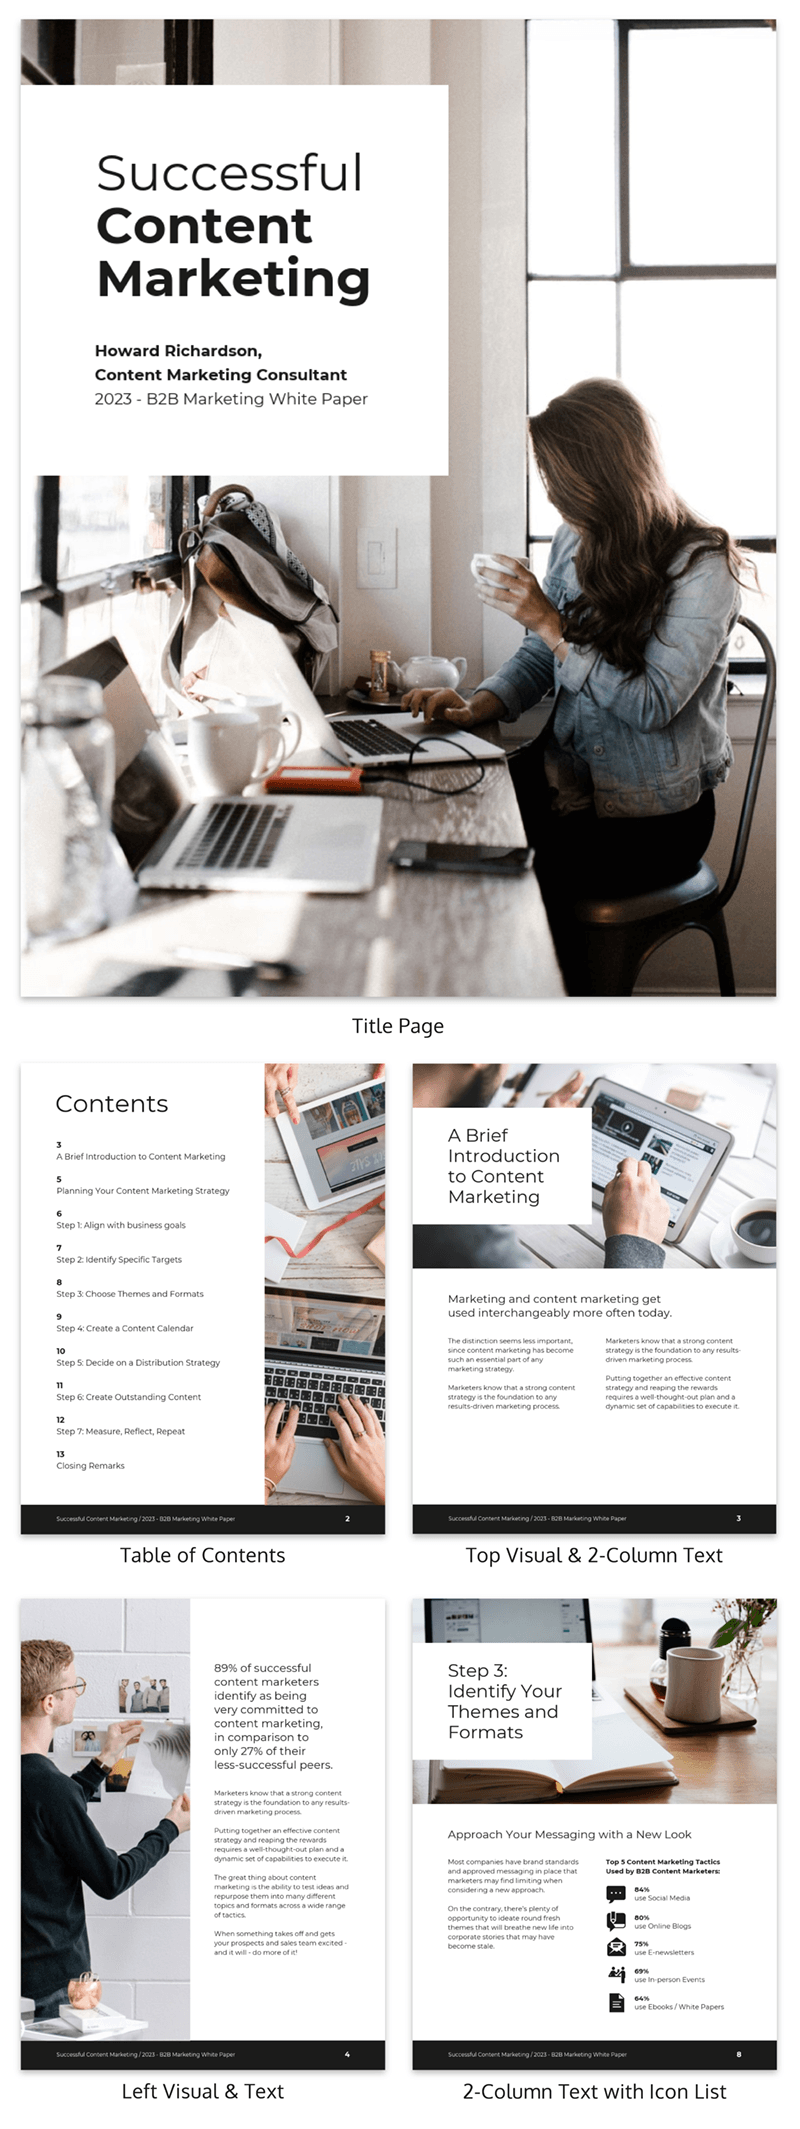 Successful
Content
Marketing
Howard Richardson,
Content Marketing Consultant
2023 - B2B Marketing White Paper
Title Page
Contents
3
A Brief Introduction to Content Marketing
5
Planning Your Content Marketing Strategy
6
Step 1: Align with business goals
7
Step 2: Identify Specific Targets
8
Step 3: Choose Themes and Formats
9
Step 4: Create a Content Calendar
10
Step 5: Decide on a Distribution Strategy
11
Step 6: Create Outstanding Content
12
Step 7: Measure, Reflect, Repeat
13
Closing Remarks
Successful Content Marketing / 2023 - B2B Marketing White Paper
2
Table of Contents
A Brief
Introduction
to Content
Marketing
Marketing and content marketing get
used interchangeably more often today.
The distinction seems less important,
since content marketing has become
such an essential part of any
marketing strategy.
Marketers know that a strong content
strategy is the foundation to any
results-driven marketing process.
Marketers know that a strong content
strategy is the foundation to any results-
driven marketing process.
Putting together an effective content
strategy and reaping the rewards
requires a well-thought-out plan and a
dynamic set of capabilities to execute it.
Successful Content Marketing / 2023 - B2B Marketing White Paper
3
Top Visual & 2-Column Text
89% of successful
content marketers
identify as being
very committed to
content marketing,
in comparison to
only 27% of their
less-successful peers.
Marketers know that a strong content
strategy is the foundation to any results-
driven marketing process.
Putting together an effective content
strategy and reaping the rewards
requires a well-thought-out plan and a
dynamic set of capabilities to execute it.
The great thing about content
marketing is the ability to test ideas and
repurpose them into many different
topics and formats across a wide range
of tactics.
When something takes off and gets
your prospects and sales team excited -
and it will - do more of it!
Successful Content Marketing / 2023 - B2B Marketing White Paper
4
Left Visual & Text
Step 3:
Identify Your
Themes and
Formats
Approach Your Messaging with a New Look
Most companies have brand standards
and approved messaging in place that
marketers may find limiting when
considering a new approach.
On the contrary, there's plenty of
opportunity to ideate round fresh
themes that will breathe new life into
corporate stories that may have
become stale.
Top 5 Content Marketing Tactics
Used by B2B Content Marketers:
84%
use Social Media
80%
use Online Blogs
75%
use E-newsletters
69%
use In-person Events
64%
use Ebooks / White Papers
Successful Content Marketing / 2023 - B2B Marketing White Paper
8
2-Column Text with Icon List